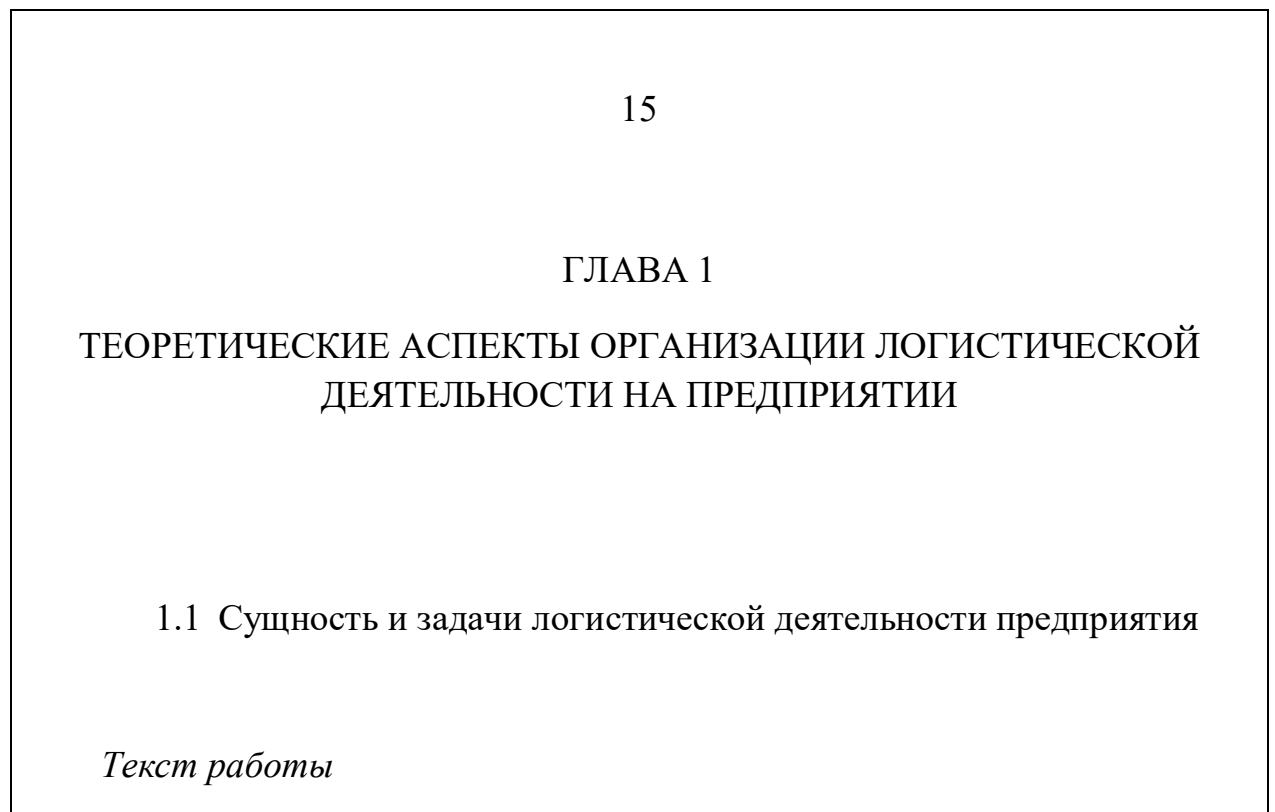 15
ГЛАВА 1
ТЕОРЕТИЧЕСКИЕ АСПЕКТЫ ОРГАНИЗАЦИИ ЛОГИСТИЧЕСКОЙ
ДЕЯТЕЛЬНОСТИ НА ПРЕДПРИЯТИИ
1.1 Сущность и задачи логистической деятельности предприятия
Текст работы